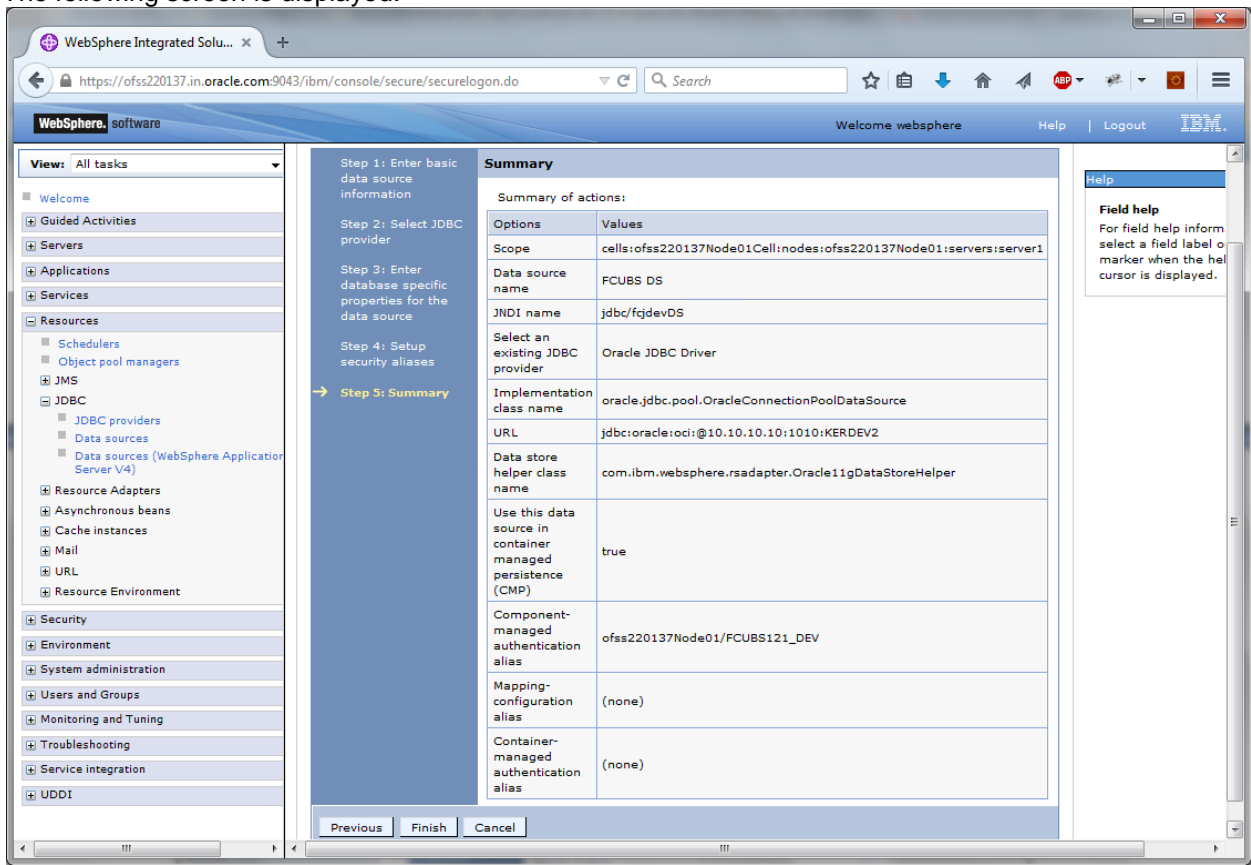 The following screen is displayed:
WebSphere Integrated Solu... ×
https://ofss220137.in.oracle.com:9043/ibm/console/secure/securelogon.do
Search
ABP
WebSphere. software
Welcome websphere
Help | Logout
IBM.
View: All tasks
Welcome
Guided Activities
Servers
Applications
Services
Resources
Schedulers
Object pool managers
JMS
JDBC
JDBC providers
Data sources
Data sources (WebSphere Application
Server V4)
Resource Adapters
Asynchronous beans
Cache instances
Mail
URL
Resource Environment
Security
Environment
System administration
Users and Groups
Monitoring and Tuning
Troubleshooting
Service integration
UDDI
Step 1: Enter basic
data source
information
Step 2: Select JDBC
provider
Step 3: Enter
database specific
properties for the
data source
Step 4: Setup
security aliases
→ Step 5: Summary
Summary
Summary of actions:
Options Values
Scope cells:ofss220137Node01Cell:nodes:ofss220137Node01:servers:server1
Data source
name
FCUBS DS
JNDI name jdbc/fcjdevDS
Select an
existing JDBC
provider
Oracle JDBC Driver
Implementation
class name
oracle.jdbc.pool.OracleConnectionPoolDataSource
URL jdbc:oracle:oci:@10.10.10.10:1010:KERDEV2
Data store
helper class
name
com.ibm.websphere.rsadapter.Oracle11gDataStoreHelper
Use this data
source in
container
managed
persistence
(CMP)
true
Component-
managed
authentication
alias
ofss220137Node01/FCUBS121_DEV
Mapping-
configuration
alias
(none)
Container-
managed
authentication
alias
(none)
Previous Finish Cancel
Help
Field help
For field help inform
select a field label o
marker when the hel
cursor is displayed.